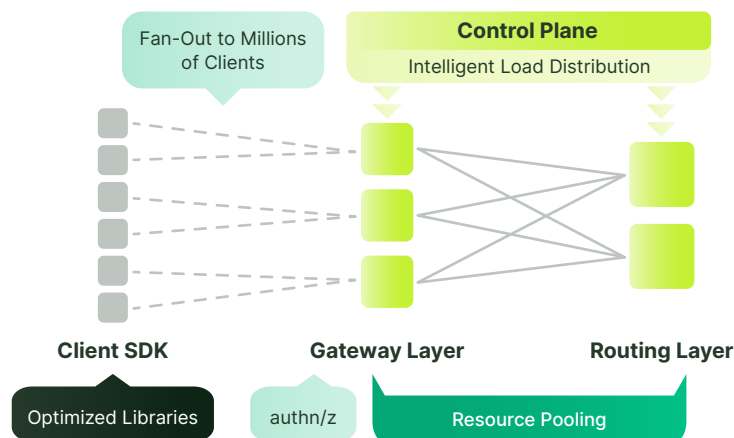 Fan-Out to Millions
of Clients
Control Plane
Intelligent Load Distribution
Client SDK
Gateway Layer
Routing Layer
Optimized Libraries
authn/z
Resource Pooling